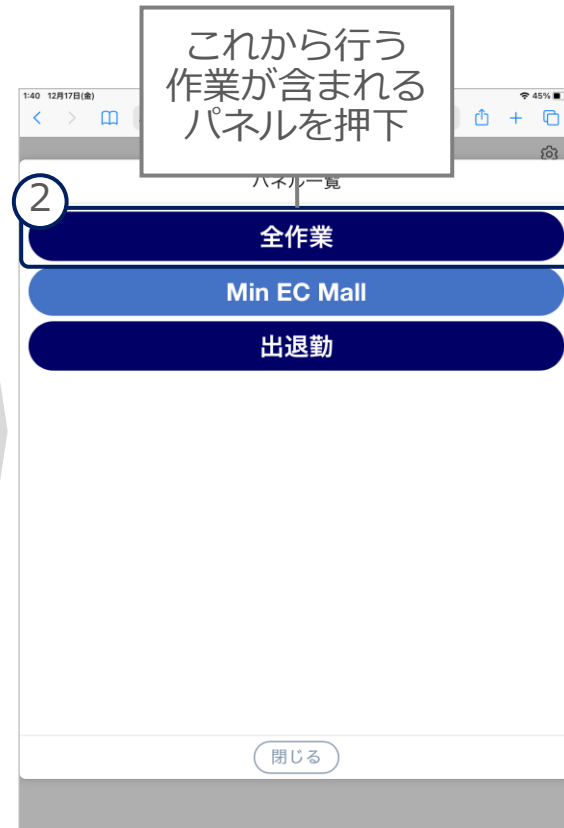 これから行う
作業が含まれる
パネルを押下
1:40 12月17日(金)
45%
パネル一覧
2
全作業
Min EC Mall
出退勤
閉じる